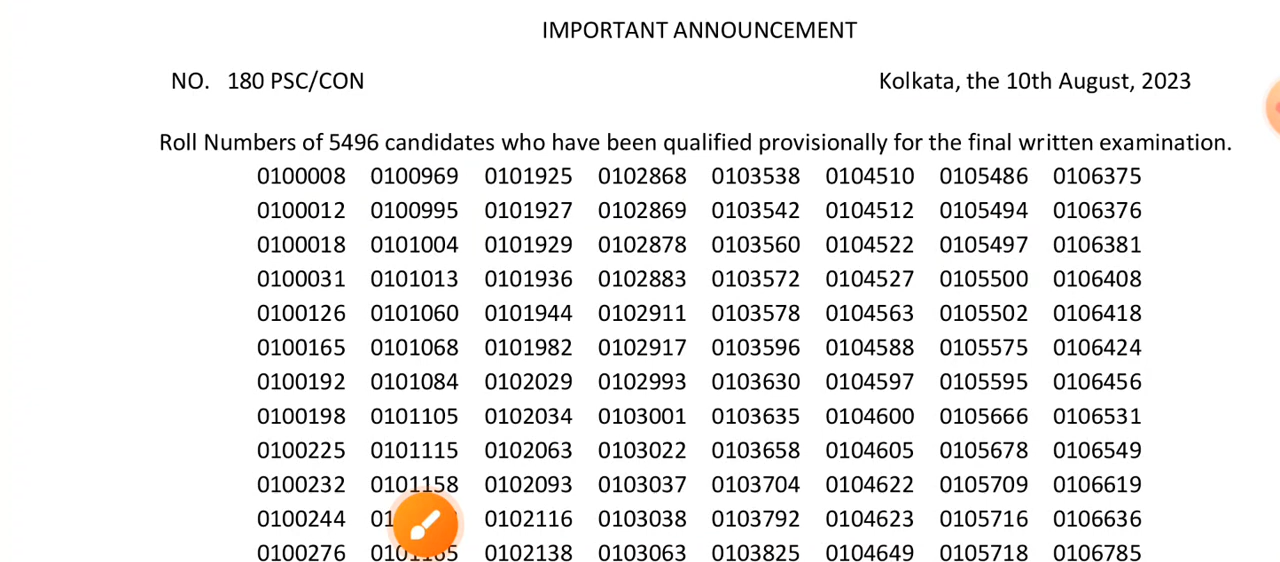 IMPORTANT ANNOUNCEMENT
NO. 180 PSC/CON Kolkata, the 10th August, 2023
Roll Numbers of 5496 candidates who have been qualified provisionally for the final written examination.
0100008 0100969 0101925 0102868 0103538 0104510 0105486 0106375
0100012 0100995 0101927 0102869 0103542 0104512 0105494 0106376
0100018 0101004 0101929 0102878 0103560 0104522 0105497 0106381
0100031 0101013 0101936 0102883 0103572 0104527 0105500 0106408
0100126 0101060 0101944 0102911 0103578 0104563 0105502 0106418
0100165 0101068 0101982 0102917 0103596 0104588 0105575 0106424
0100192 0101084 0102029 0102993 0103630 0104597 0105595 0106456
0100198 0101105 0102034 0103001 0103635 0104600 0105666 0106531
0100225 0101115 0102063 0103022 0103658 0104605 0105678 0106549
0100232 0101158 0102093 0103037 0103704 0104622 0105709 0106619
0100244 0102116 0103038 0103792 0104623 0105716 0106636
0100276 0102138 0103063 0103825 0104649 0105718 0106785